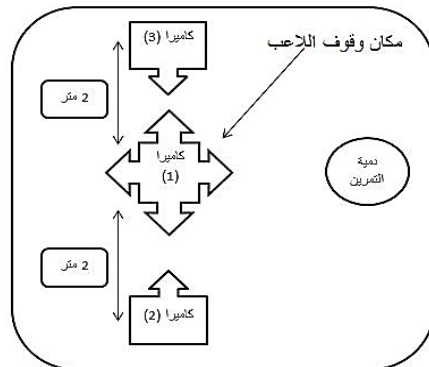 كاميرا (3)
مكان وقوف اللاعب
2 متر
كاميرا
(1)
دمية
التمرين
2 متر
كاميرا (2)